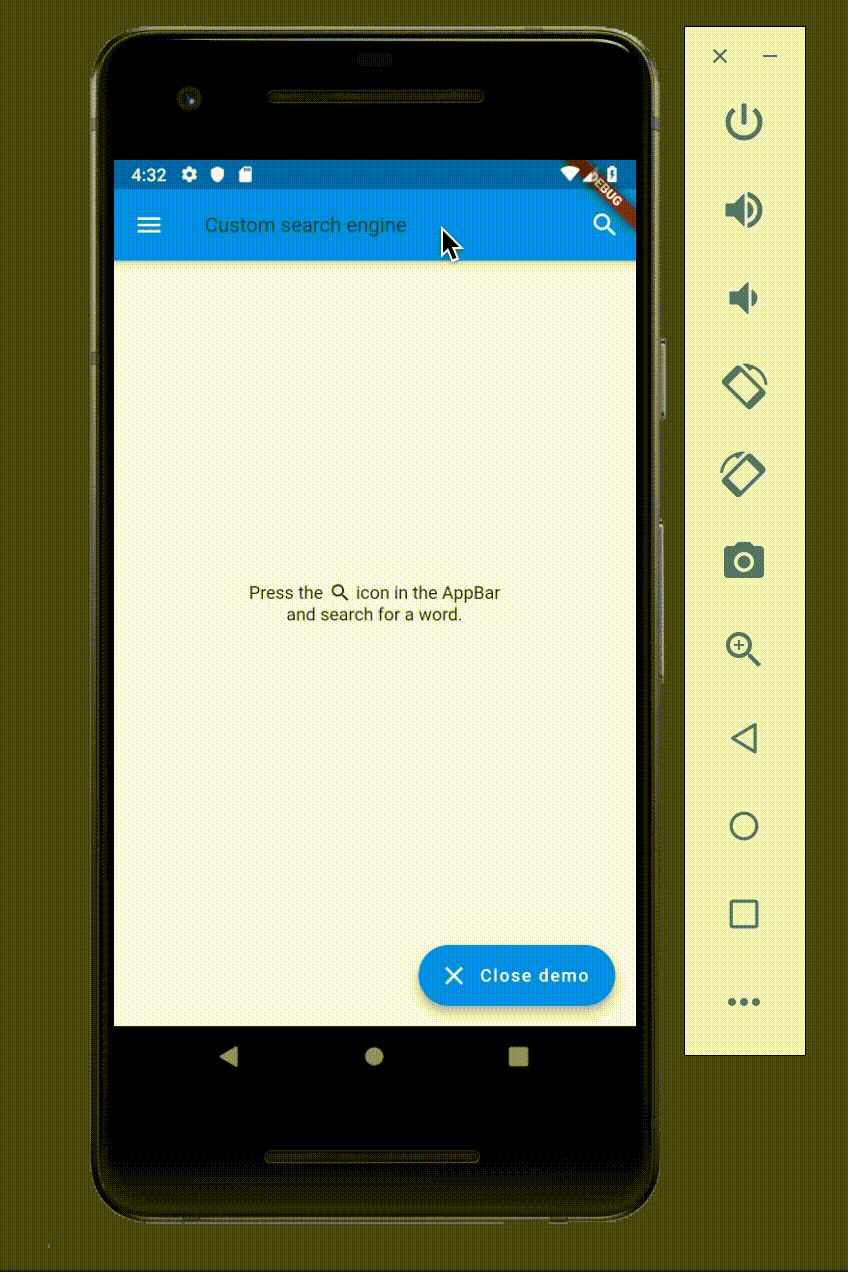 4:32
DEBUG
Custom search engine
Press the icon in the AppBar
and search for a word.
Close demo